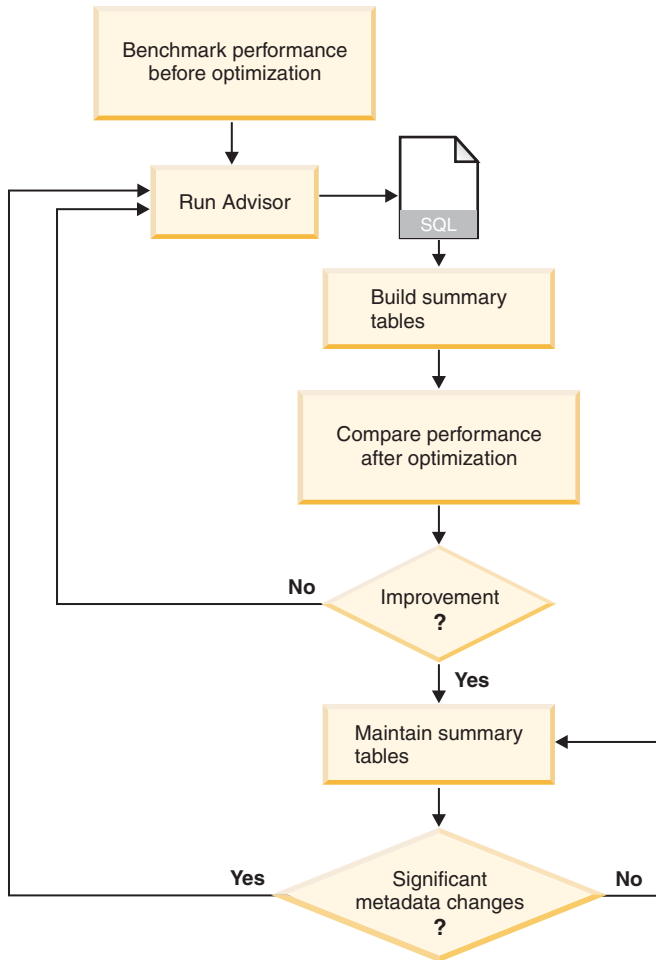 Benchmark performance
before optimization
Run Advisor
SQL
Build summary
tables
Compare performance
after optimization
No
Improvement
?
Yes
Maintain summary
tables
Yes
Significant
metadata changes
?
No